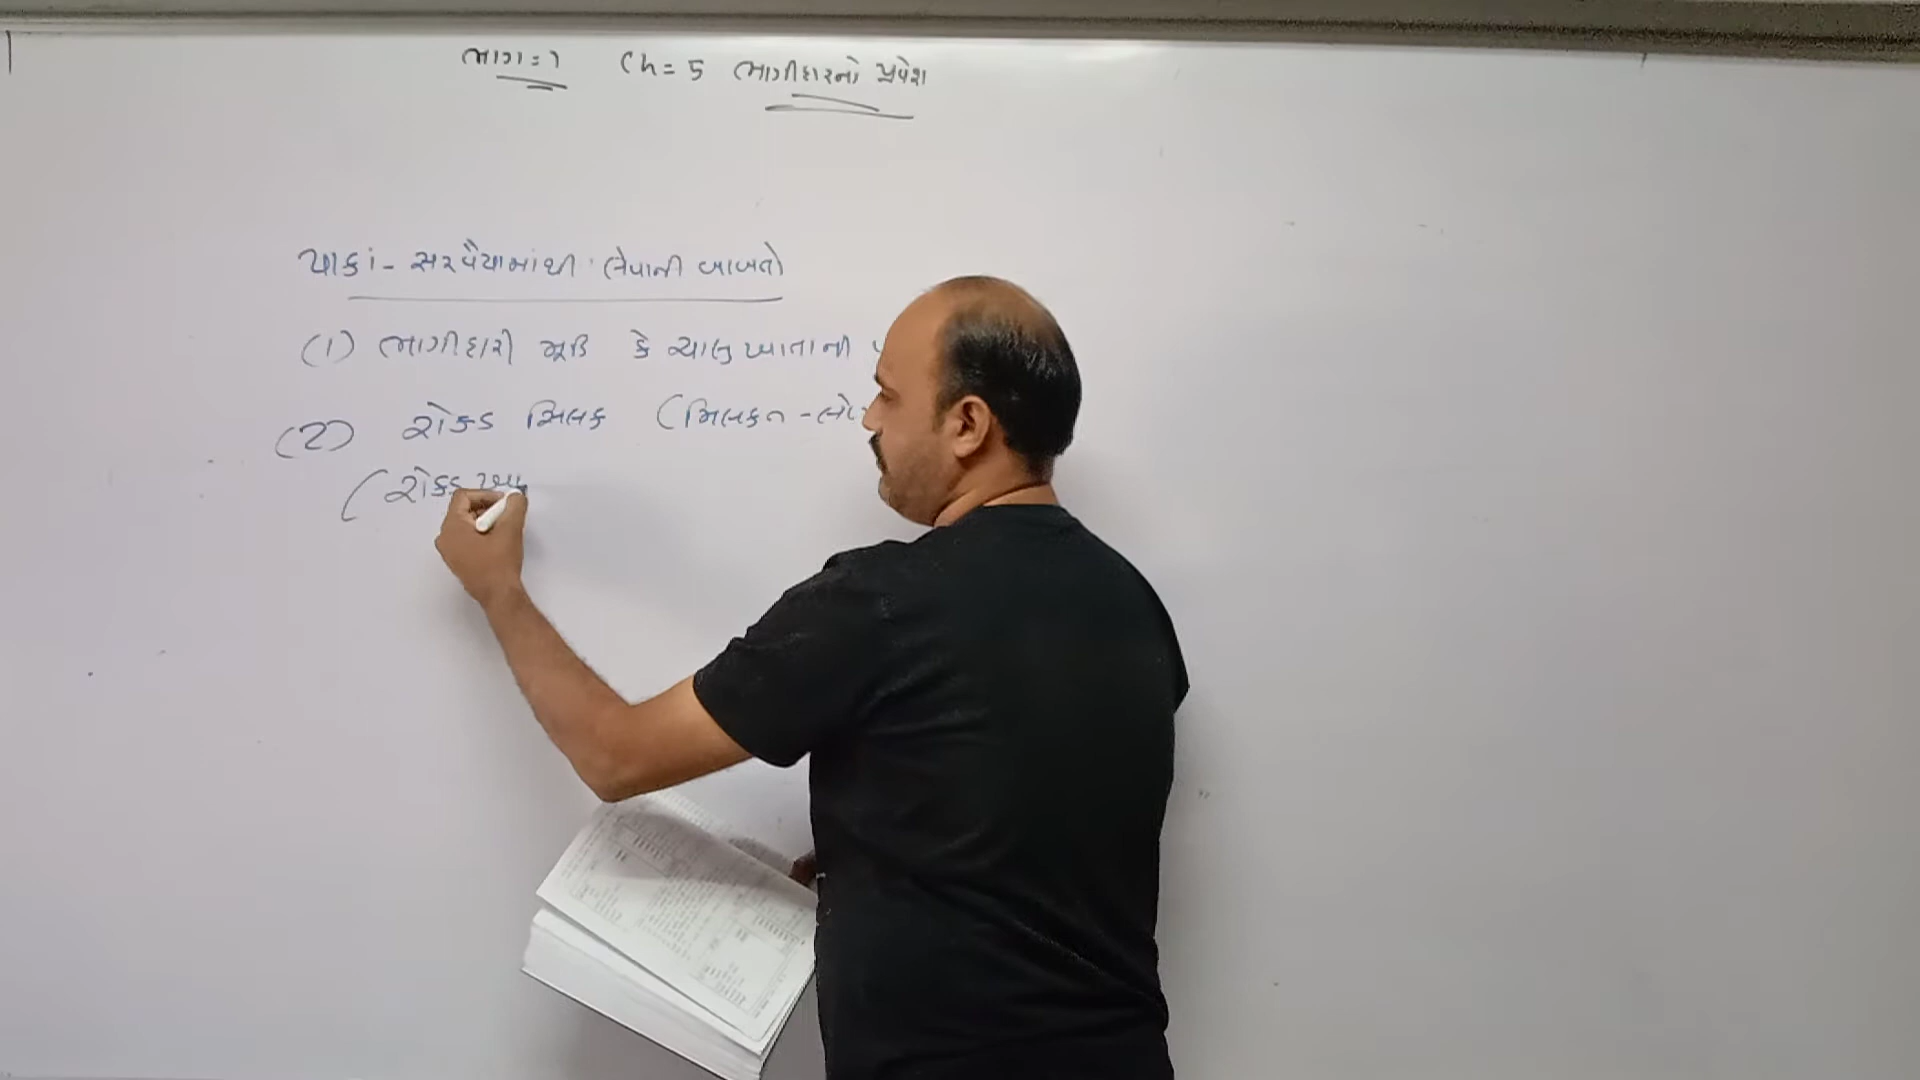 ભાગ = 1 Ch = 5 ભાગીદારનો પ્રવેશ
પાકાં - સરવૈયામાંથી લેવાની બાબતો
(1) ભાગીદારી મૂડિ કે ચાલુ ખાતાની
(2) રોકડ સિલક (મિલકત -
(રોકડ